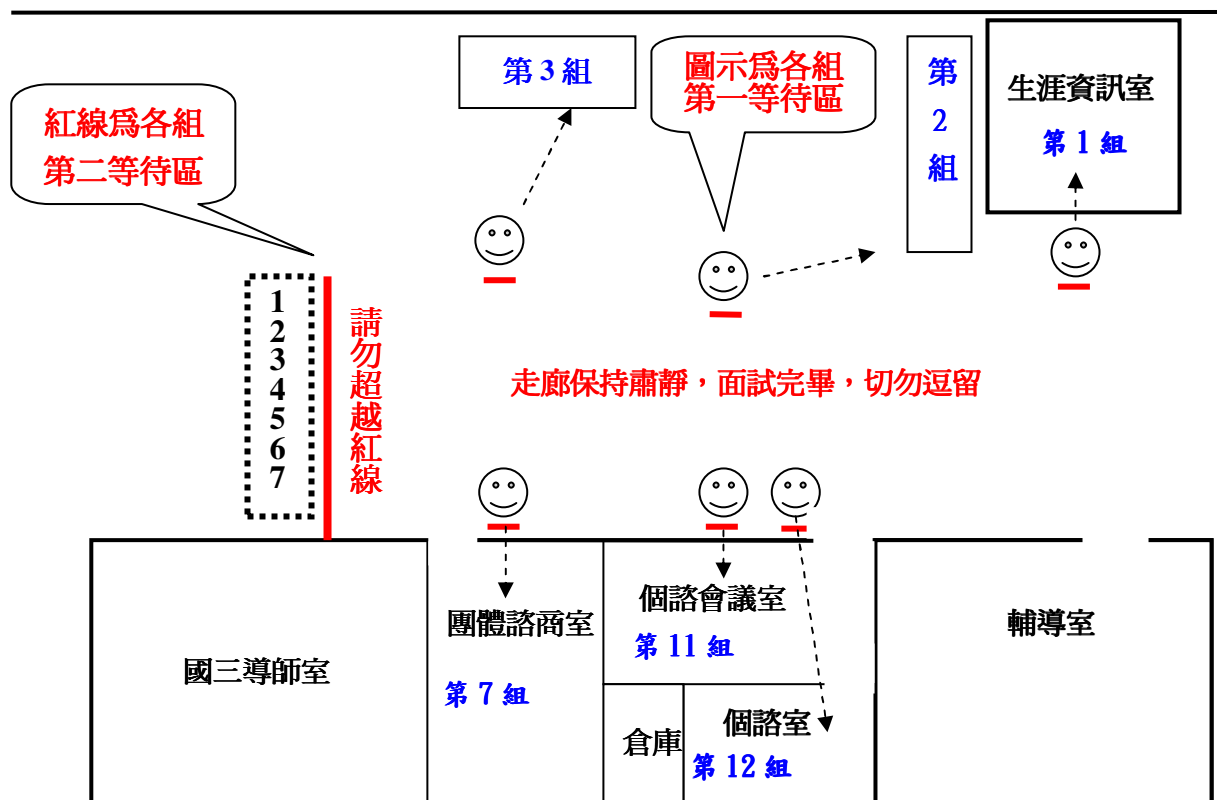 第 3 組
圖示為各組
第一等待區
第
2
組
生涯資訊室
第 1 組
紅線為各組
第二等待區
1
2
3
4
5
6
7
請勿超越紅線
走廊保持肅靜，面試完畢，切勿逗留
國三導師室
團體諮商室
第 7 組
個諮會議室
第 11 組
倉庫
個諮室
第 12 組
輔導室